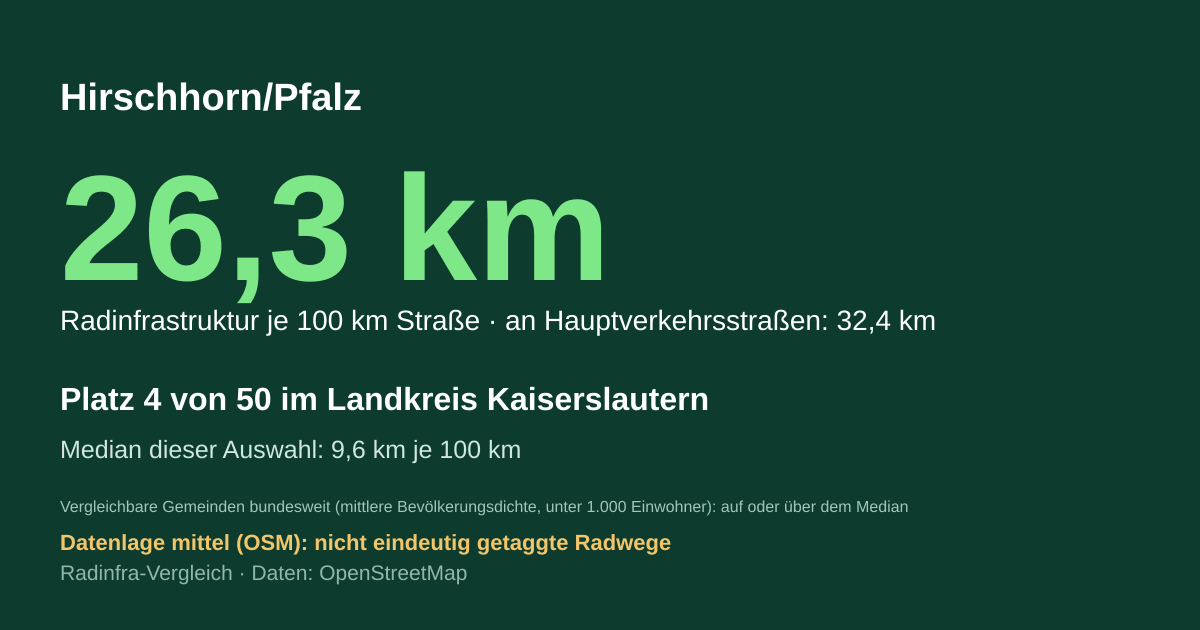 Hirschhorn/Pfalz
26,3 km
Radinfrastruktur je 100 km Straße · an Hauptverkehrsstraßen: 32,4 km
Platz 4 von 50 im Landkreis Kaiserslautern
Median dieser Auswahl: 9,6 km je 100 km
Vergleichbare Gemeinden bundesweit (mittlere Bevölkerungsdichte, unter 1.000 Einwohner): auf oder über dem Median
Datenlage mittel (OSM): nicht eindeutig getaggte Radwege
Radinfra-Vergleich · Daten: OpenStreetMap